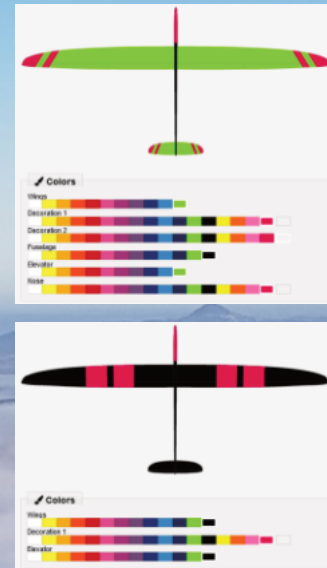 Colors
Wings
Decoration 1
Decoration 2
Fuselage
Elevator
Nose
Colors
Wings
Decoration 1
Elevator